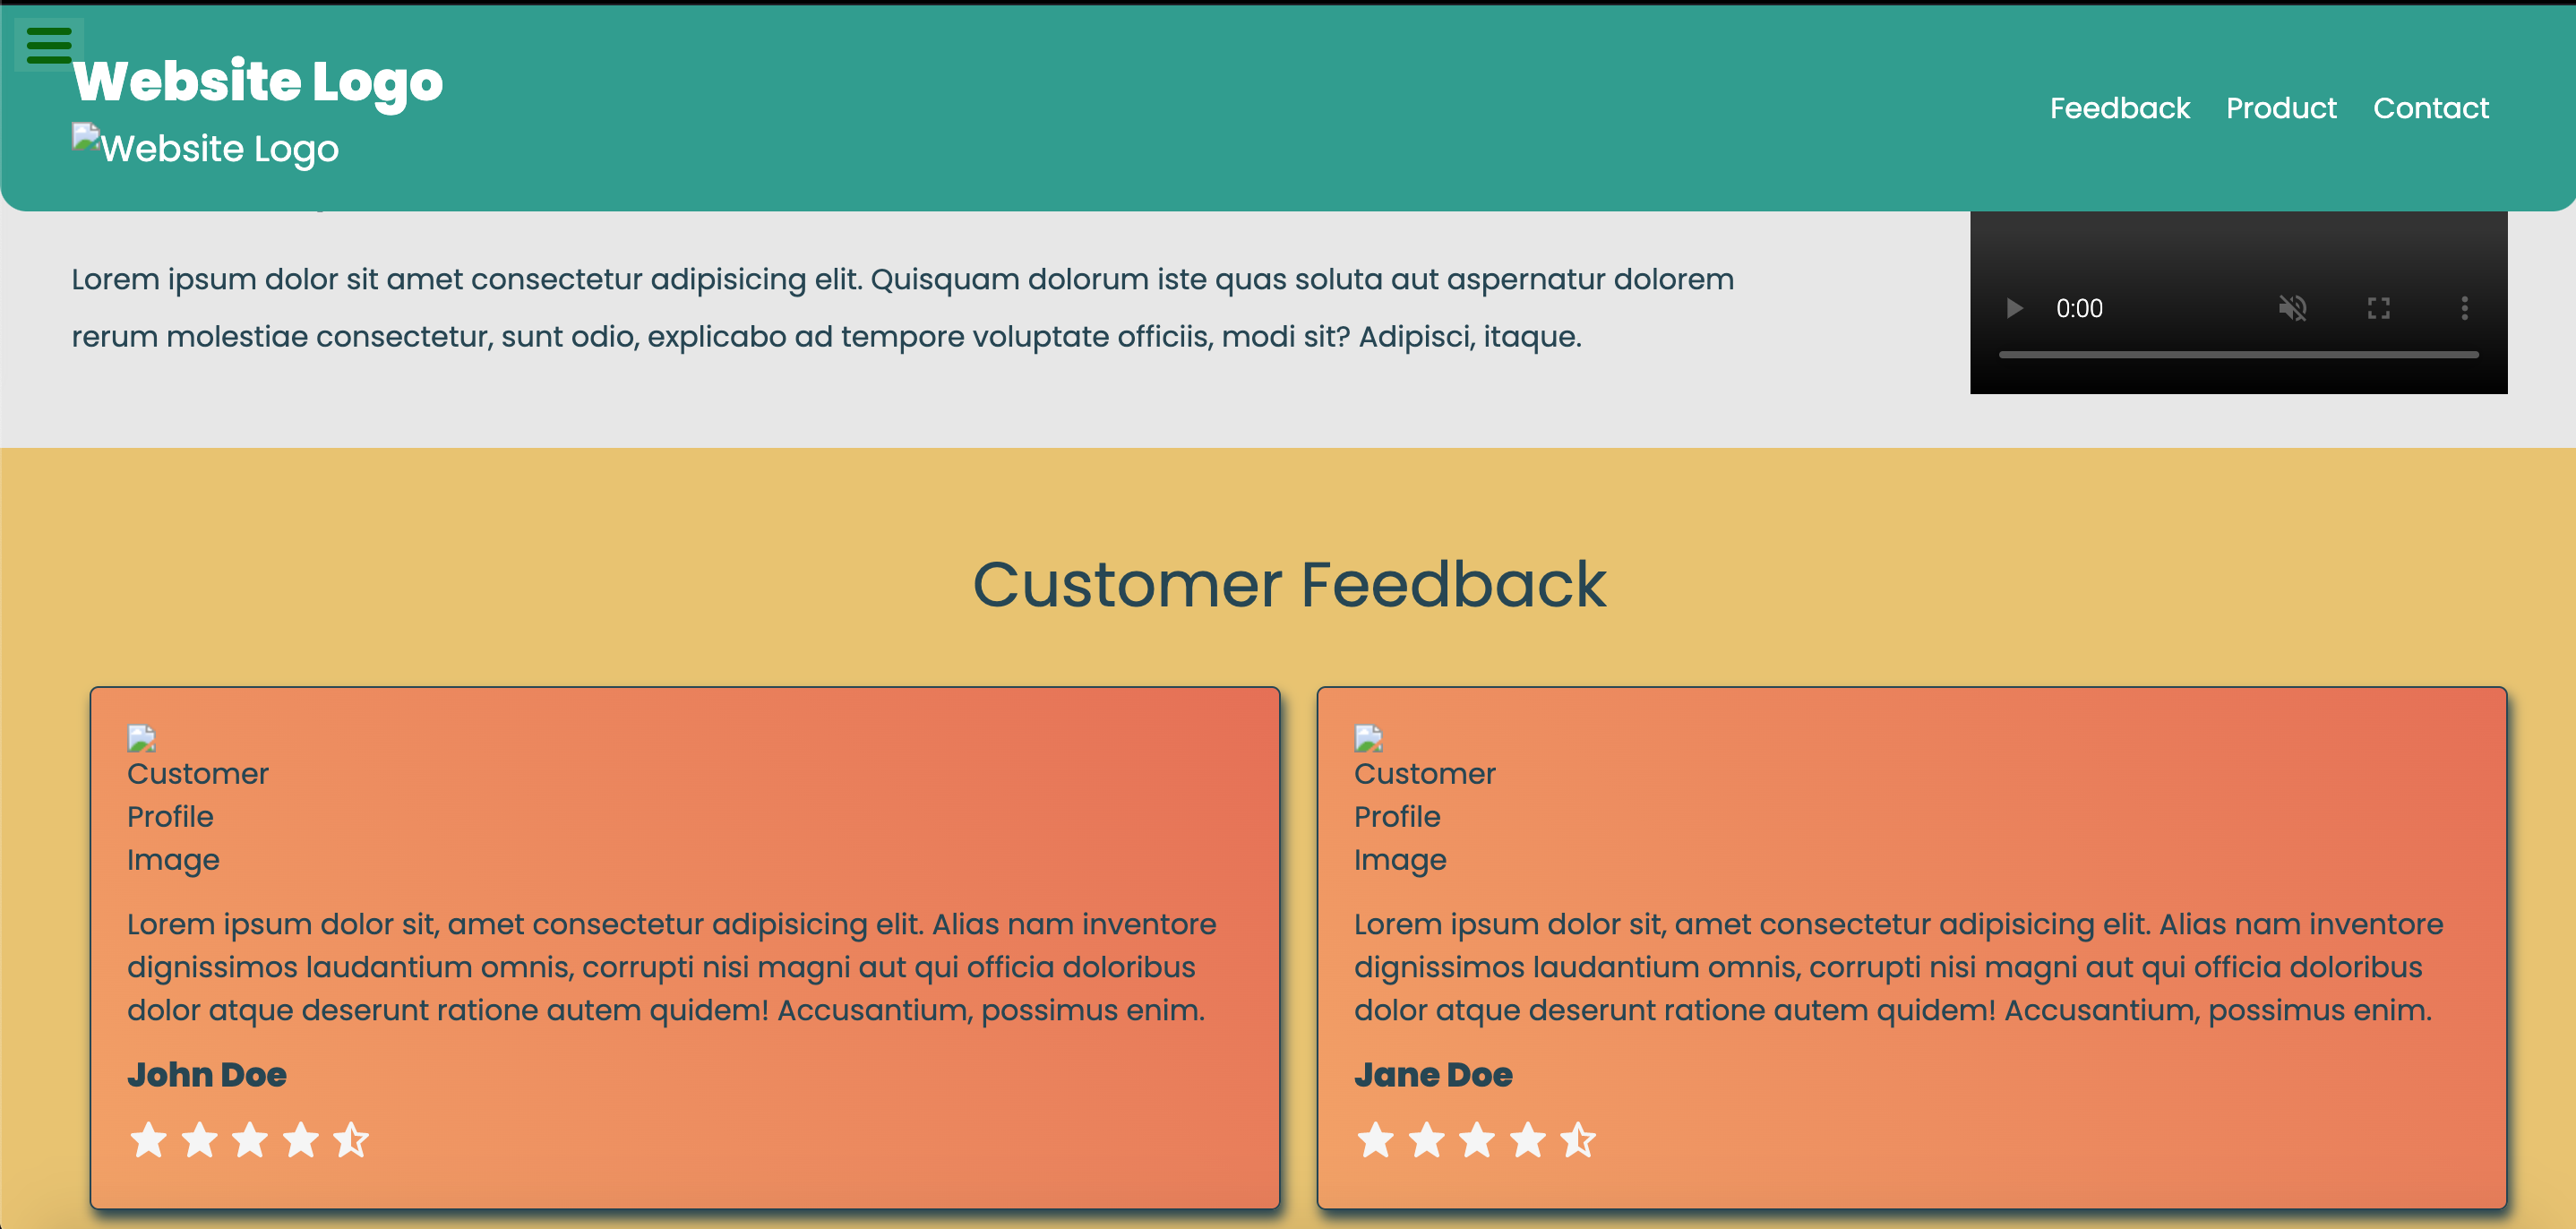 Website Logo
Website Logo
Feedback Product Contact
Lorem ipsum dolor sit amet consectetur adipisicing elit. Quisquam dolorum iste quas soluta aut aspernatur dolorem
rerum molestiae consectetur, sunt odio, explicabo ad tempore voluptate officiis, modi sit? Adipisci, itaque.
0:00
Customer Feedback
Customer
Profile
Image
Lorem ipsum dolor sit, amet consectetur adipisicing elit. Alias nam inventore
dignissimos laudantium omnis, corrupti nisi magni aut qui officia doloribus
dolor atque deserunt ratione autem quidem! Accusantium, possimus enim.
John Doe
Customer
Profile
Image
Lorem ipsum dolor sit, amet consectetur adipisicing elit. Alias nam inventore
dignissimos laudantium omnis, corrupti nisi magni aut qui officia doloribus
dolor atque deserunt ratione autem quidem! Accusantium, possimus enim.
Jane Doe